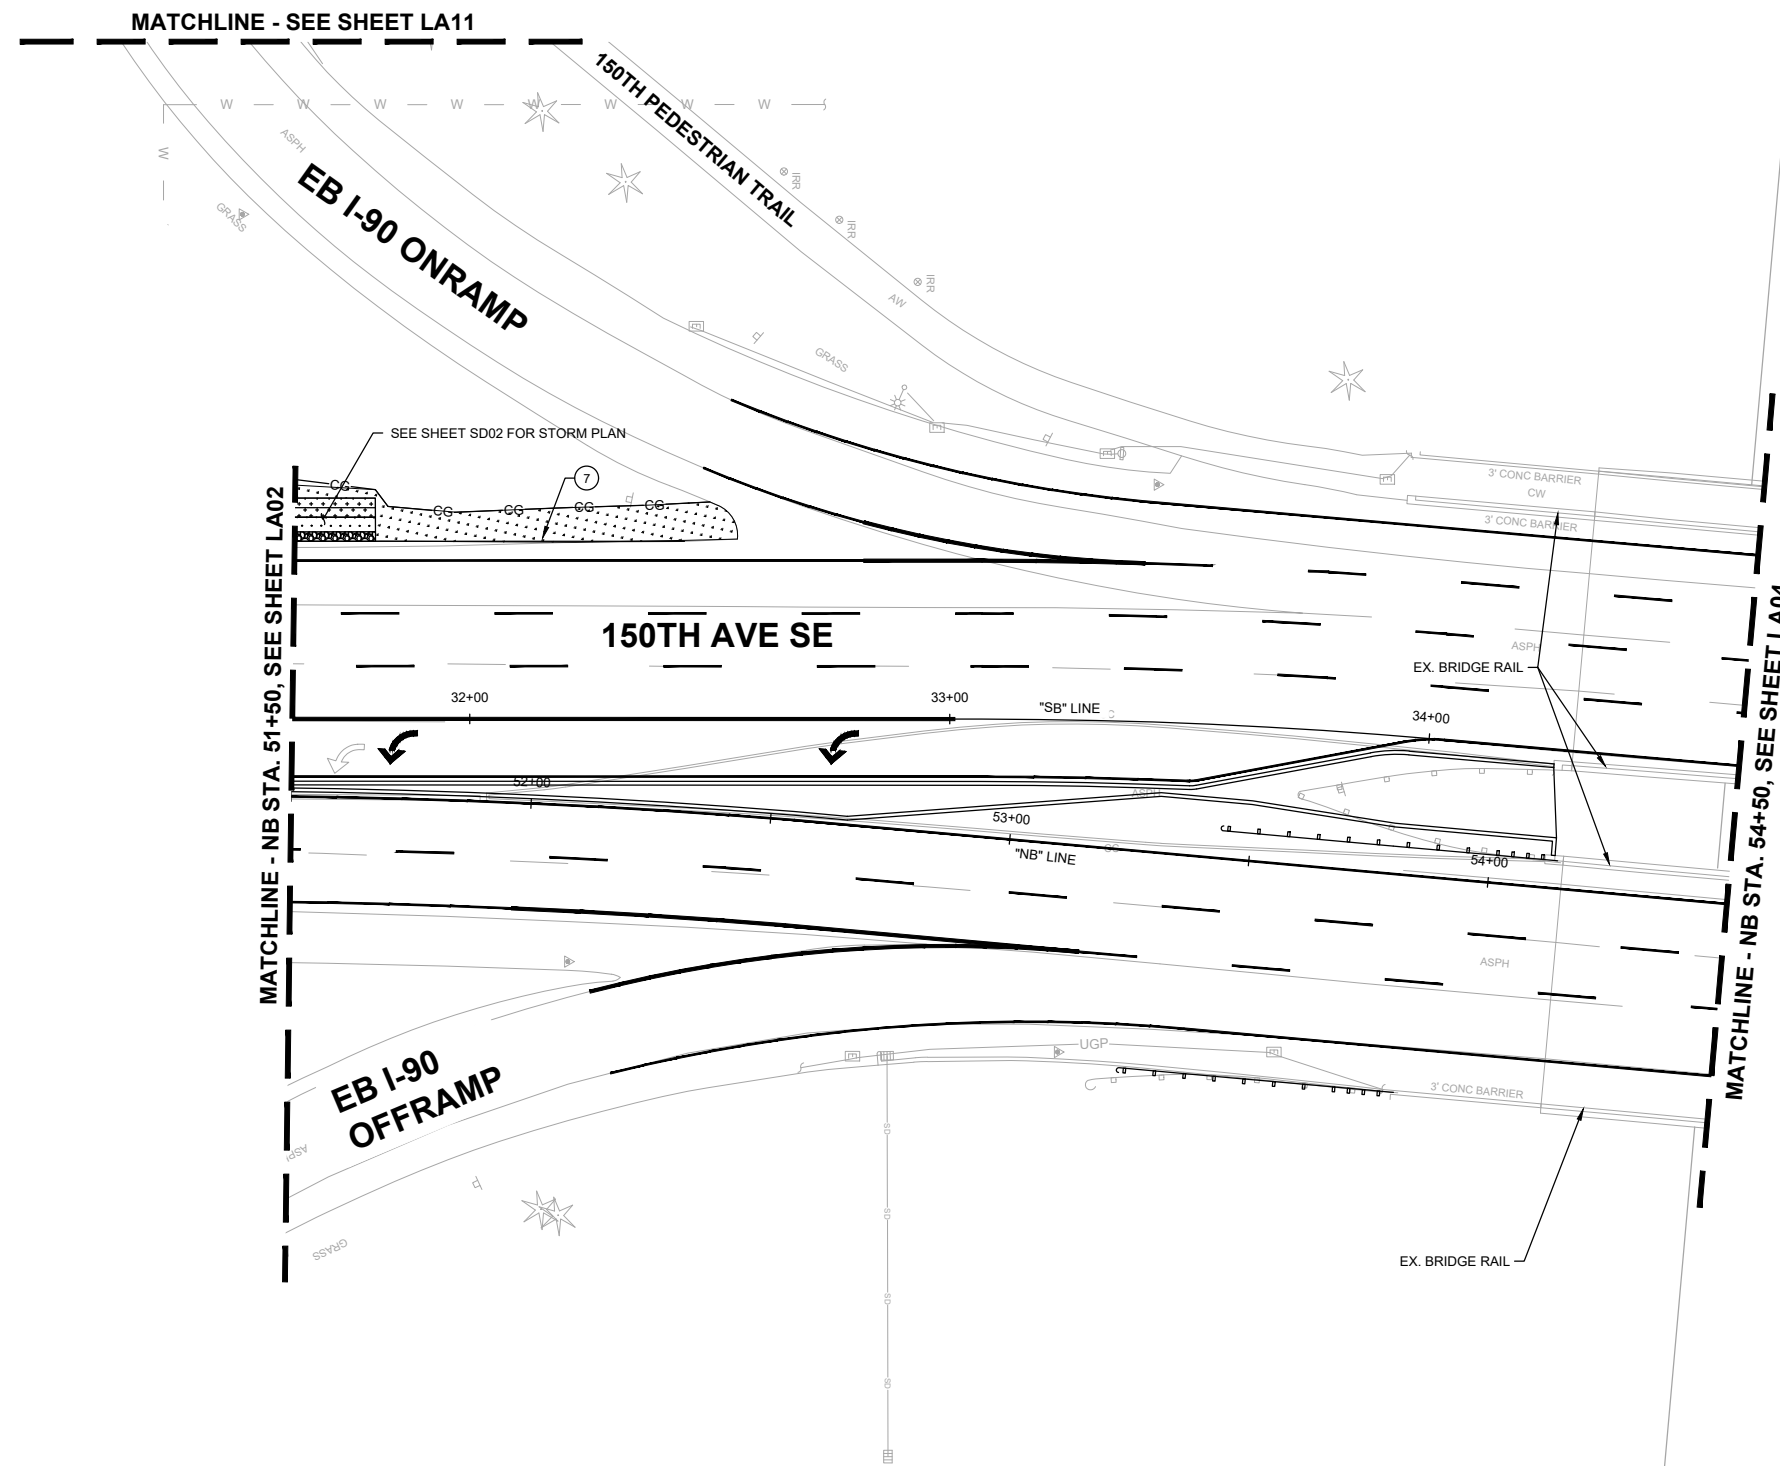 MATCHLINE - SEE SHEET LA11
W W W W W W W W
W
150TH PEDESTRIAN TRAIL
ASPH
EB I-90 ONRAMP
GRASS
IRR
IRR
IRR
AW
E
GRASS
E
E
E
SEE SHEET SD02 FOR STORM PLAN
7
CG CG CG CG CG
3' CONC BARRIER
CW
3' CONC BARRIER
MATCHLINE - NB STA. 51+50, SEE SHEET LA02
150TH AVE SE
ASPH
EX. BRIDGE RAIL
32+00
33+00
"SB" LINE
34+00
52+00
ASPH
53+00
"NB" LINE
54+00
MATCHLINE - NB STA. 54+50, SEE SHEET LA04
ASPH
EB I-90
OFFRAMP
E
UGP
E
3' CONC BARRIER
ASPH
SD
GRASS
SD
EX. BRIDGE RAIL
SD
SD